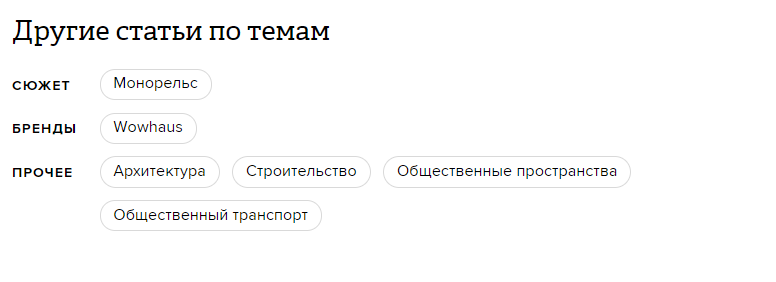 Другие статьи по темам
СЮЖЕТ Монорельс
БРЕНДЫ Wowhaus
ПРОЧЕЕ Архитектура Строительство Общественные пространства
Общественный транспорт